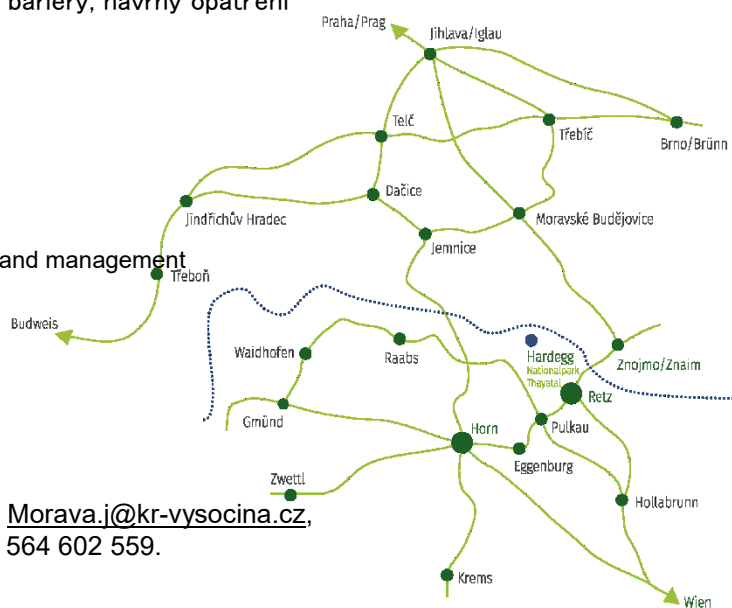 bariéry, návrhy opatření
Praha/Prag
Jihlava/Iglau
Telč
Třebíč
Brno/Brünn
Dačice
Jindřichův Hradec
Moravské Budějovice
Jemnice
and management
Třeboň
Budweis
Waidhofen
Raabs
Hardegg
Nationalpark
Thayatal
Znojmo/Znaim
Retz
Gmünd
Horn
Pulkau
Eggenburg
Zwettl
Hollabrunn
Morava.j@kr-vysocina.cz,
564 602 559.
Krems
Wien